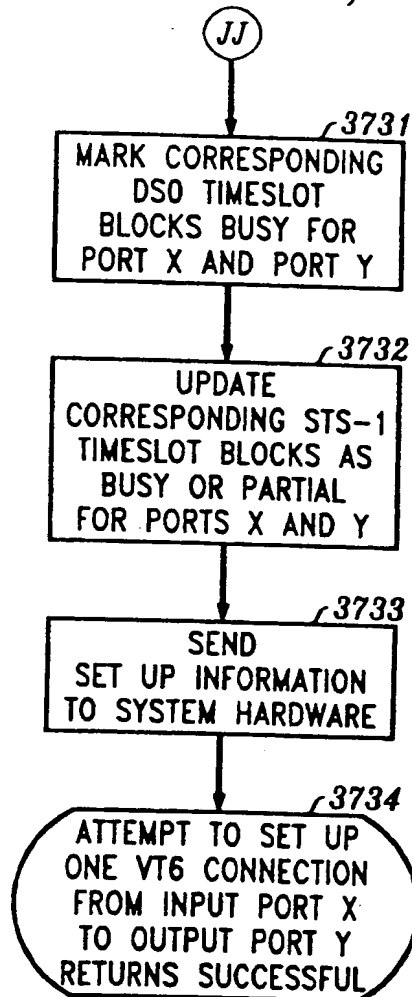 JJ
3731
MARK CORRESPONDING
DS0 TIMESLOT
BLOCKS BUSY FOR
PORT X AND PORT Y
3732
UPDATE
CORRESPONDING STS-1
TIMESLOT BLOCKS AS
BUSY OR PARTIAL
FOR PORTS X AND Y
3733
SEND
SET UP INFORMATION
TO SYSTEM HARDWARE
3734
ATTEMPT TO SET UP
ONE VT6 CONNECTION
FROM INPUT PORT X
TO OUTPUT PORT Y
RETURNS SUCCESSFUL